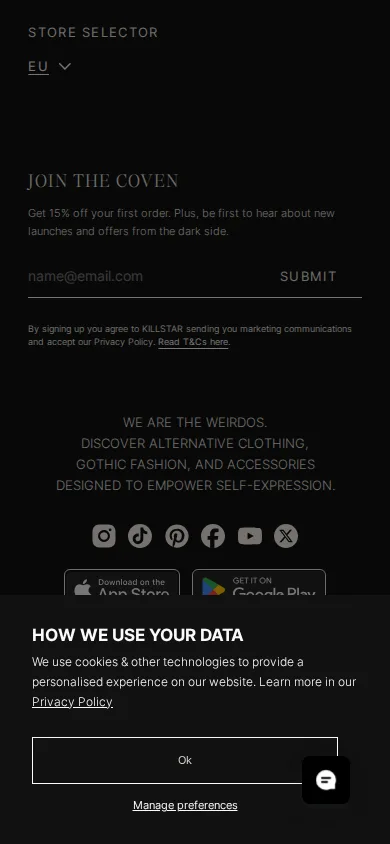 STORE SELECTOR
EU
JOIN THE COVEN
Get 15% off your first order. Plus, be first to hear about new
launches and offers from the dark side.
name@email.com
SUBMIT
By signing up you agree to KILLSTAR sending you marketing communications
and accept our Privacy Policy. Read T&Cs here.
WE ARE THE WEIRDOS.
DISCOVER ALTERNATIVE CLOTHING,
GOTHIC FASHION, AND ACCESSORIES
DESIGNED TO EMPOWER SELF-EXPRESSION.
Download on the
App Store
GET IT ON
Google Play
HOW WE USE YOUR DATA
We use cookies & other technologies to provide a
personalised experience on our website. Learn more in our
Privacy Policy
Ok
Manage preferences